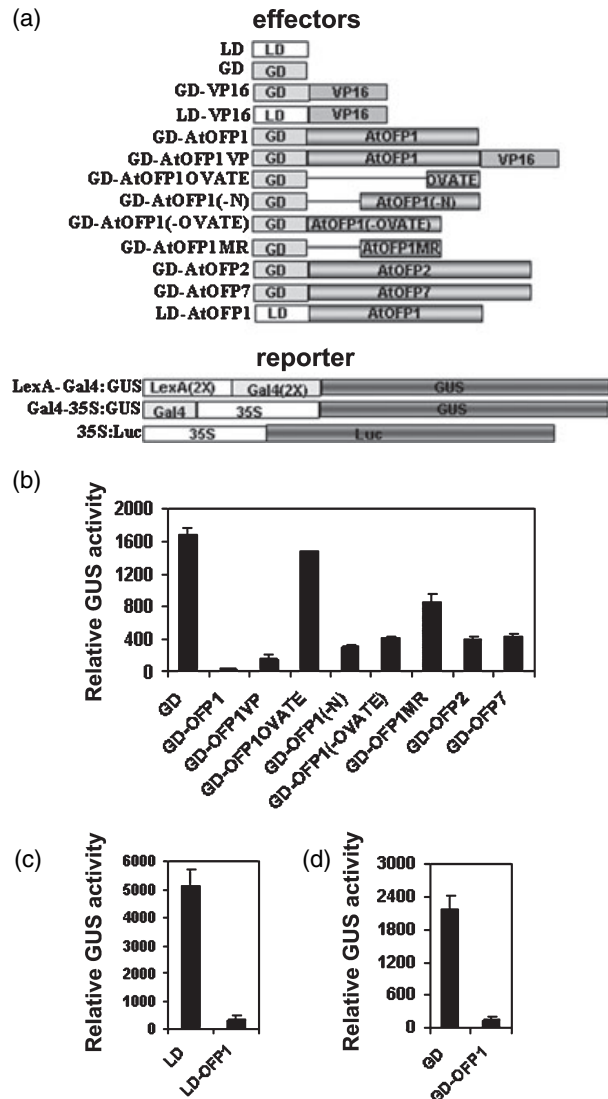 (a)
effectors
LD LD
GD GD
GD-VP16 GD VP16
LD-VP16 LD VP16
GD-AtOFP1 GD AtOFP1
GD-AtOFP1VP GD AtOFP1 VP16
GD-AtOFP1OVATE GD OVATE
GD-AtOFP1(-N) GD AtOFP1(-N)
GD-AtOFP1(-OVATE) GD AtOFP1(-OVATE)
GD-AtOFP1MR GD AtOFP1MR
GD-AtOFP2 GD AtOFP2
GD-AtOFP7 GD AtOFP7
LD-AtOFP1 LD AtOFP1
reporter
LexA-Gal4:GUS LexA(2X) Gal4(2X) GUS
Gal4-35S:GUS Gal4 35S GUS
35S:Luc 35S Luc
(b)
Relative GUS activity
2000
1600
1200
800
400
0
GD
GD-OFP1
GD-OFP1VP
GD-OFP1OVATE
GD-OFP1(-N)
GD-OFP1(-OVATE)
GD-OFP1MR
GD-OFP2
GD-OFP7
(c)
Relative GUS activity
6000
5000
4000
3000
2000
1000
0
LD
LD-OFP1
(d)
Relative GUS activity
3000
2400
1800
1200
600
0
GD
GD-OFP1